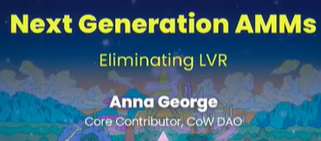 Next Generation AMMs
Eliminating LVR
Anna George
Core Contributor, CoW DAO